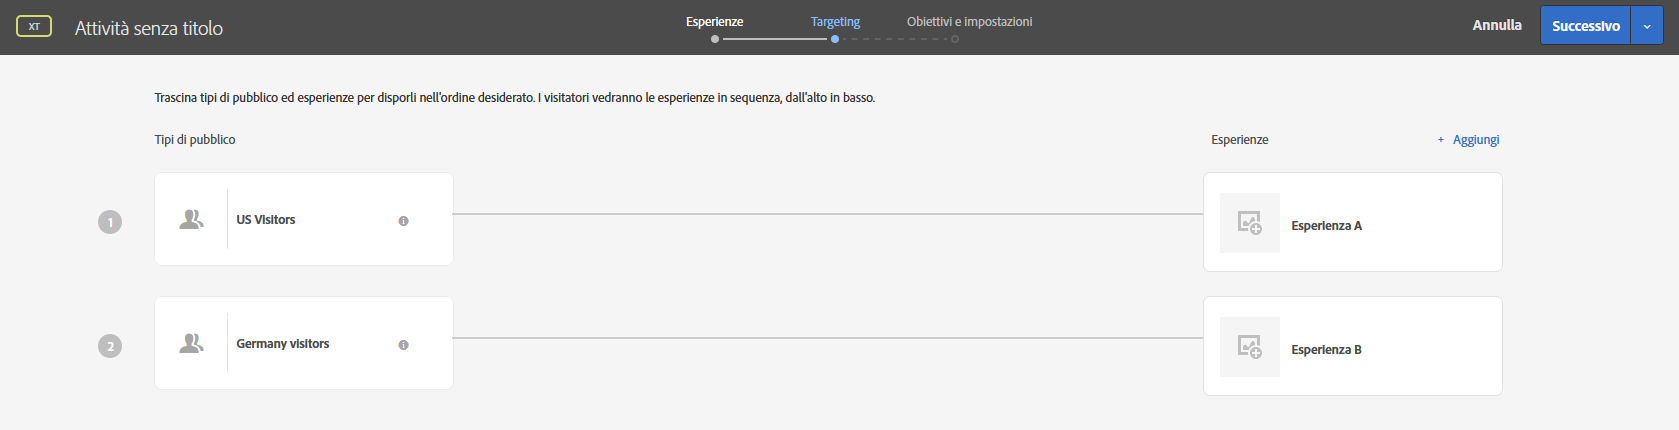 XT
Attività senza titolo
Esperienze
Targeting
Obiettivi e impostazioni
Annulla
Successivo
Trascina tipi di pubblico ed esperienze per disporli nell'ordine desiderato. I visitatori vedranno le esperienze in sequenza, dall'alto in basso.
Tipi di pubblico
Esperienze
+ Aggiungi
1
US Visitors
Esperienza A
2
Germany visitors
Esperienza B